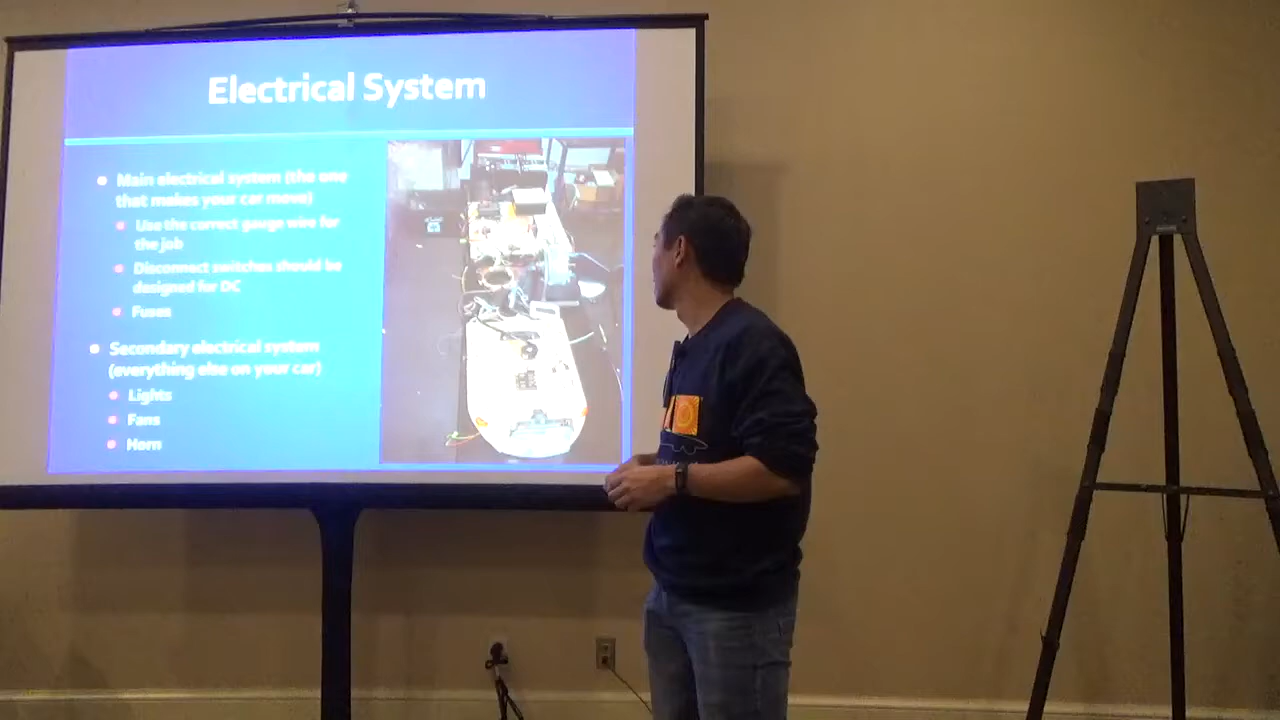 Electrical System
Main electrical system (the one
that makes your car move)
Use the correct gauge wire for
the job
Disconnect switches should be
designed for DC
Fuses
Secondary electrical system
(everything else on your car)
Lights
Fans
Horn